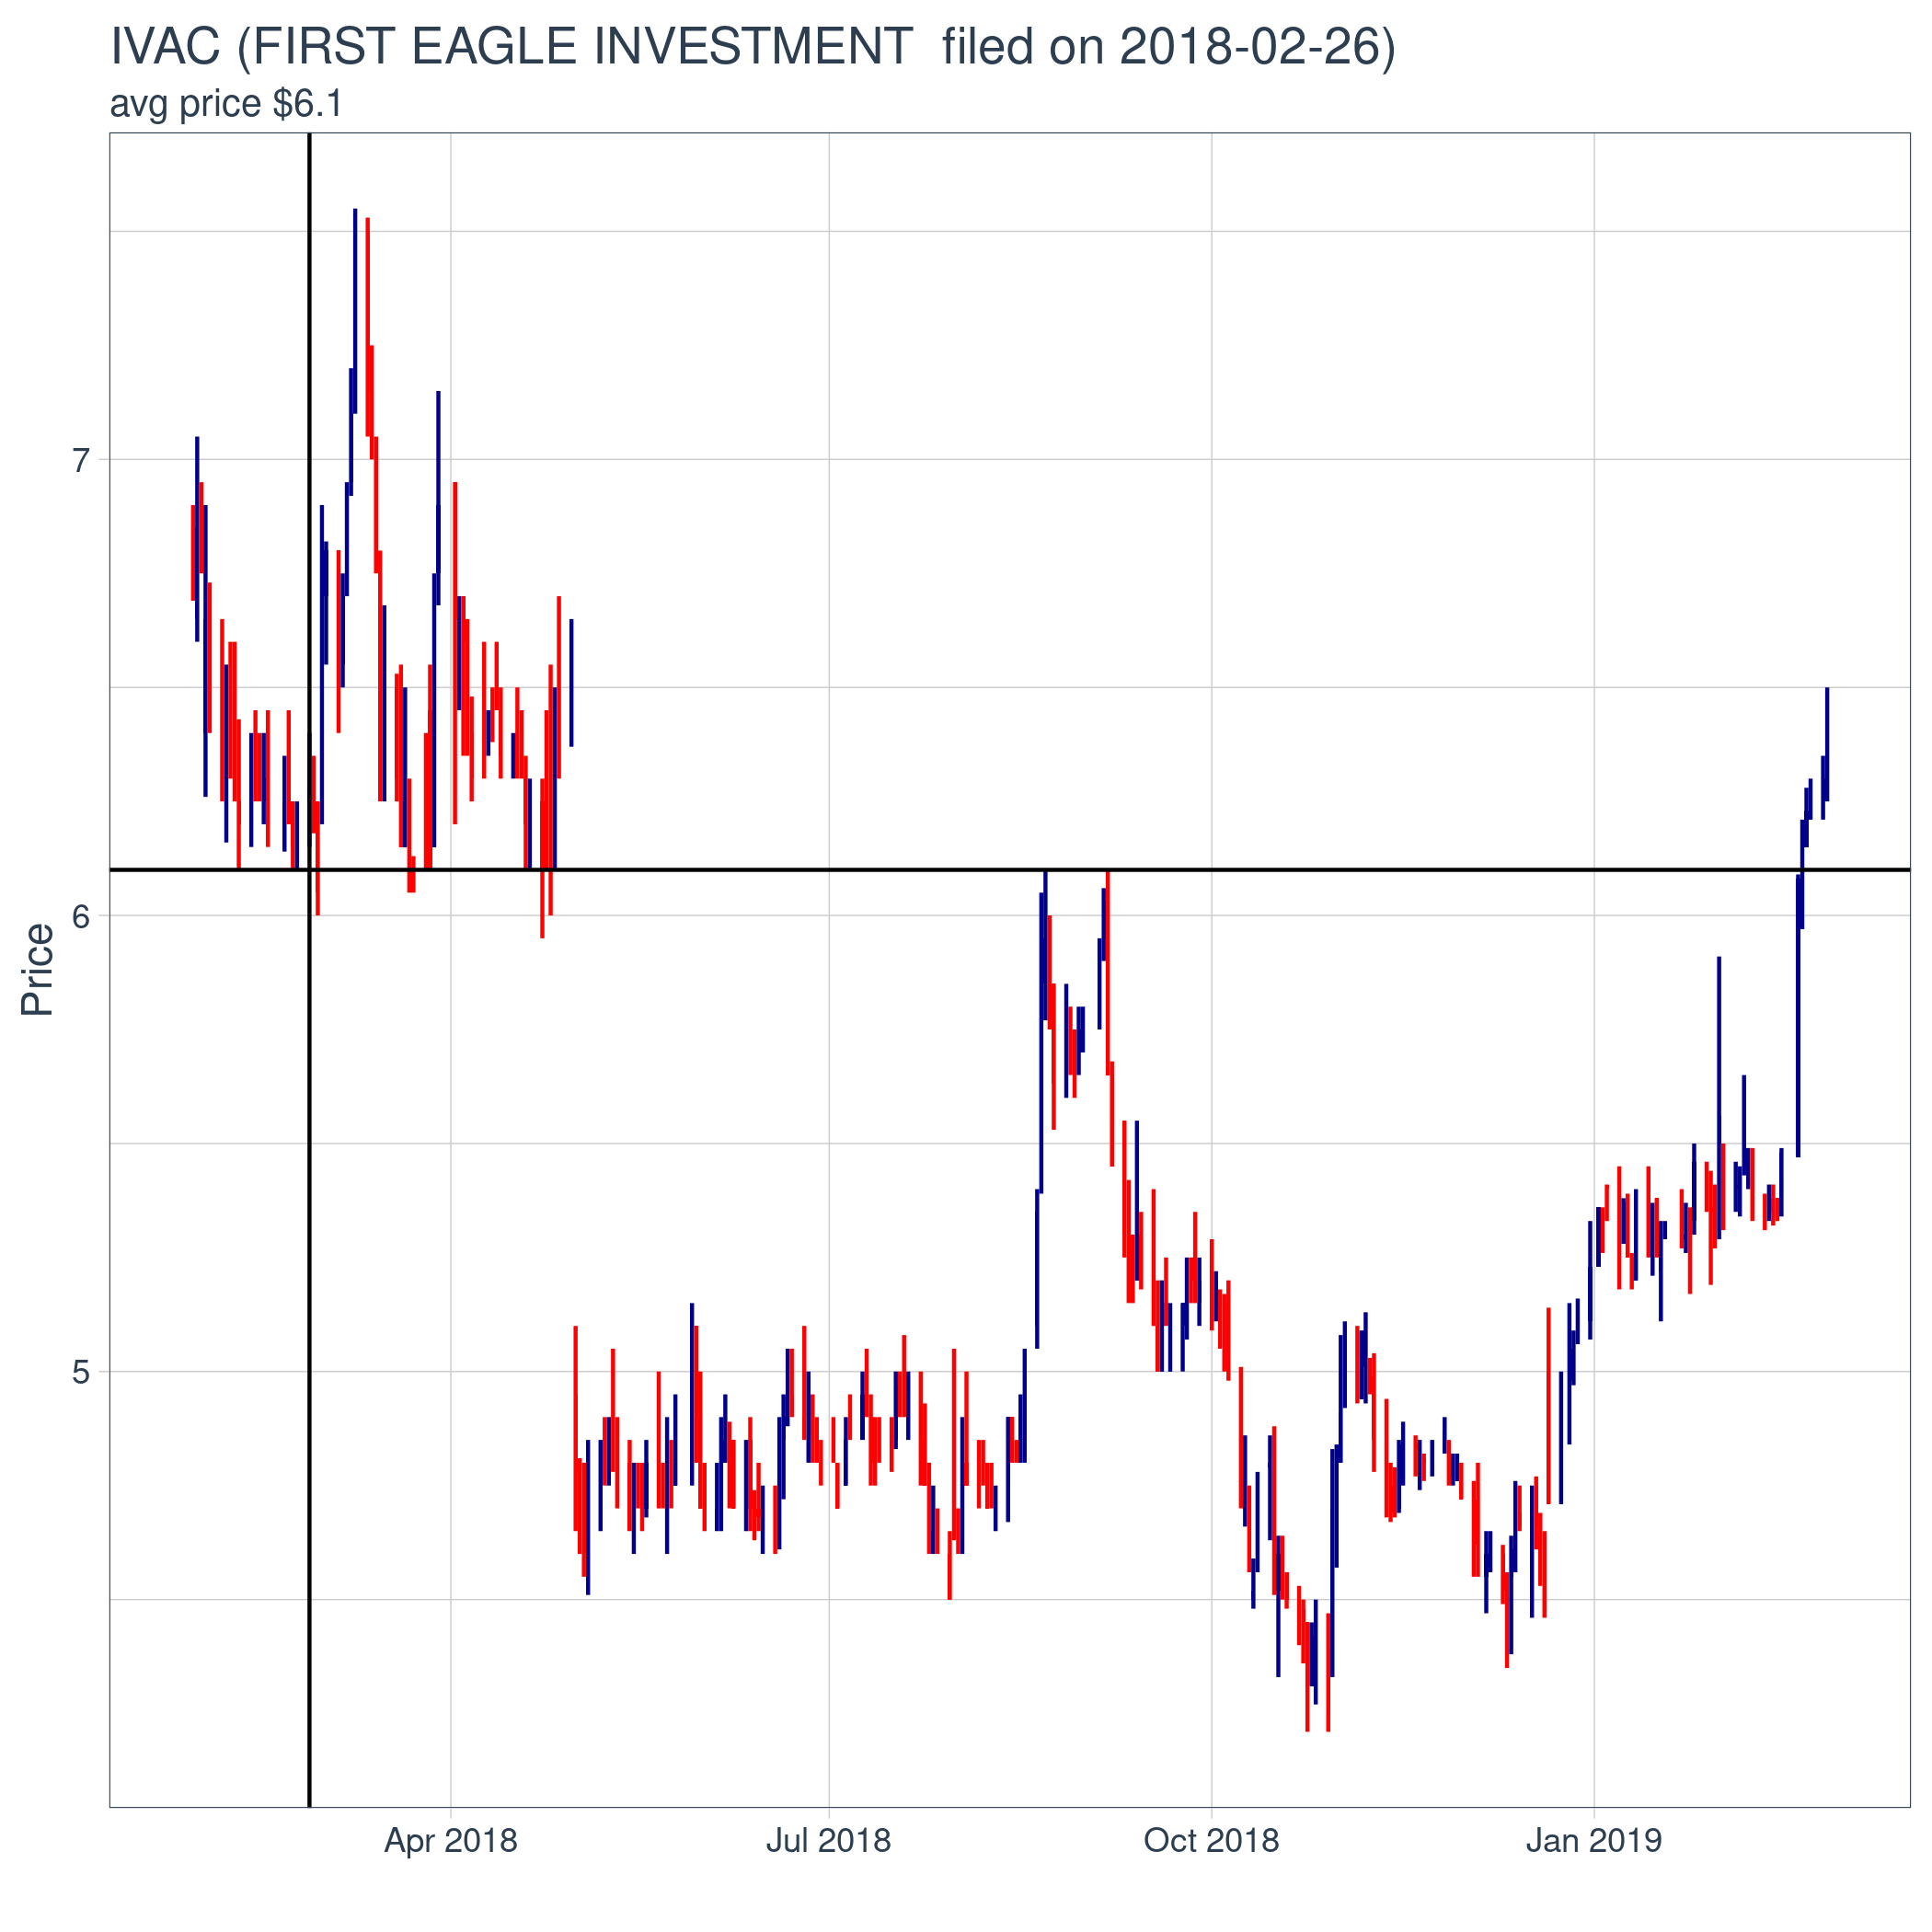 IVAC (FIRST EAGLE INVESTMENT  filed on 2018-02-26)
avg price $6.1
7
6
5
Price
Apr 2018
Jul 2018
Oct 2018
Jan 2019